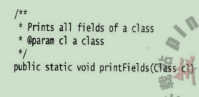 /**
* Prints all fields of a class
* @param cl a class
*/
public static void printFields(Class cl)